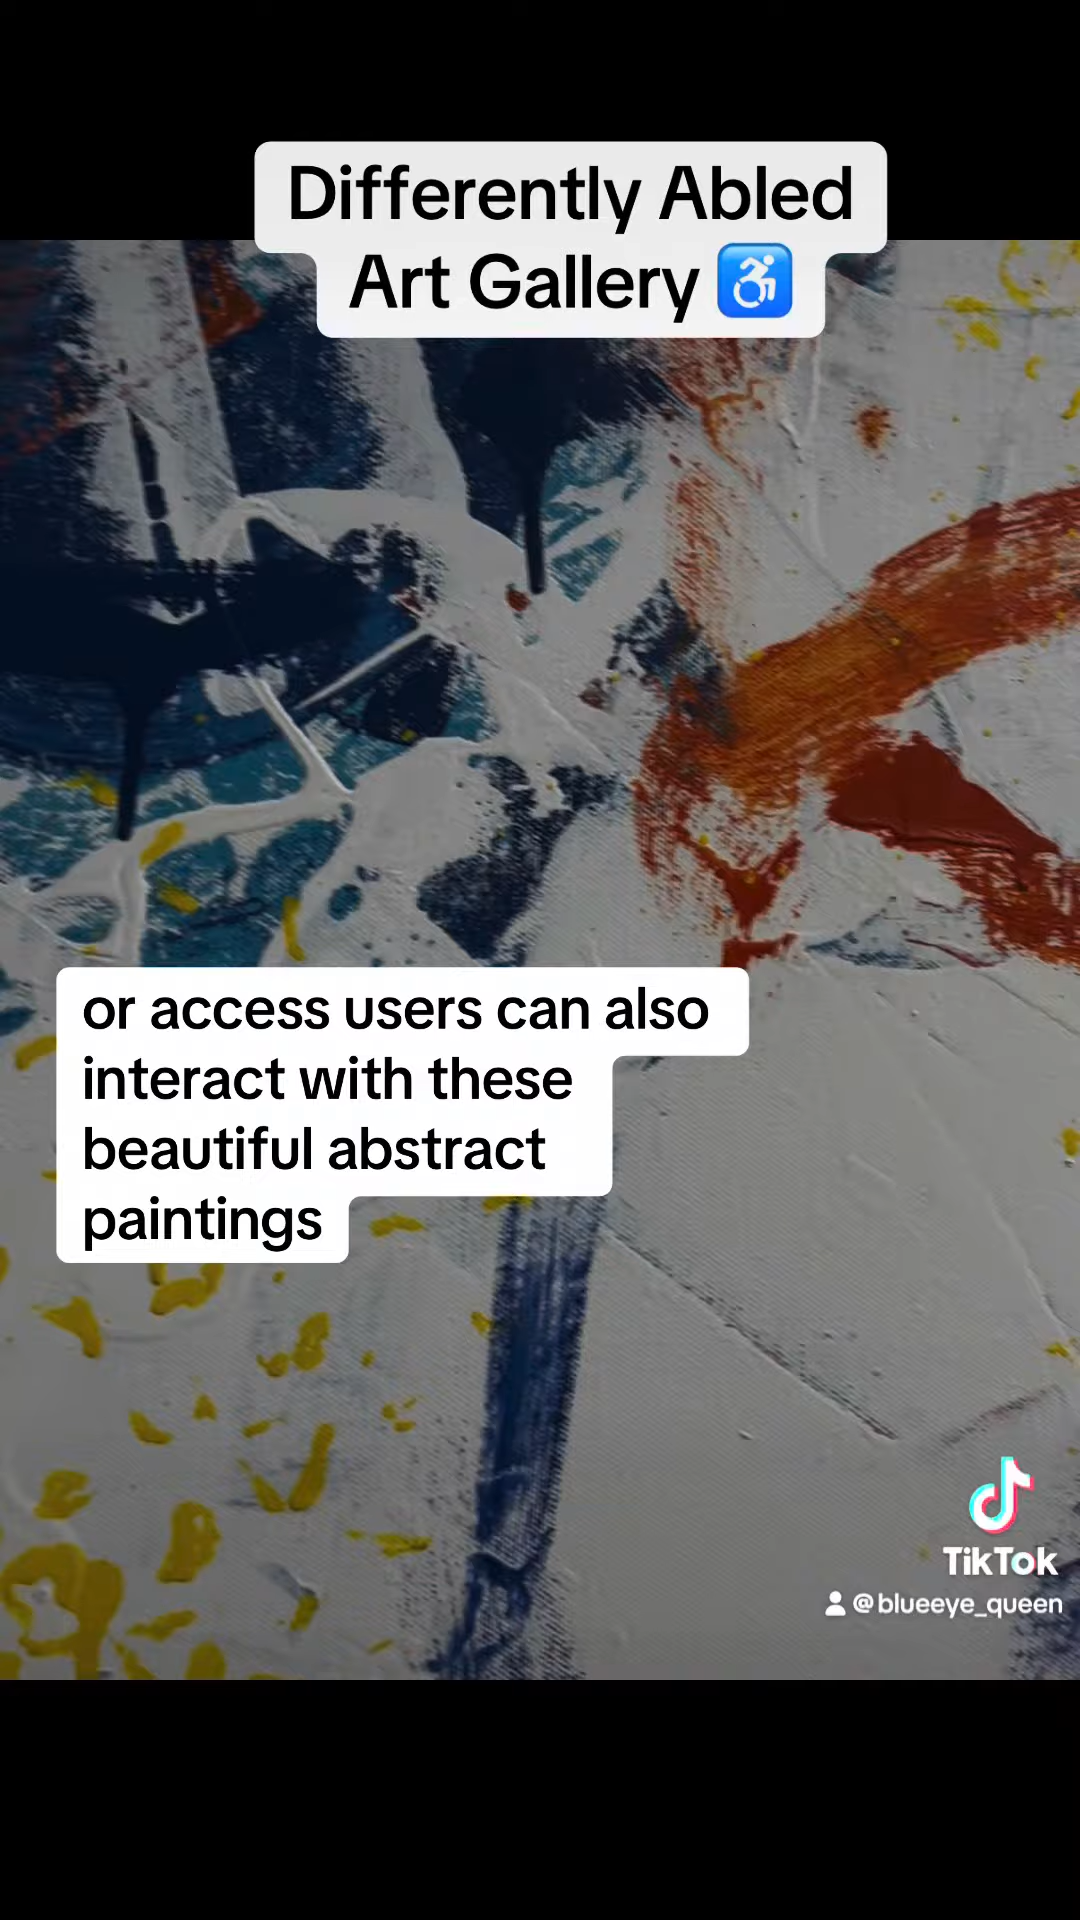 Differently Abled
Art Gallery ♿
or access users can also
interact with these
beautiful abstract
paintings
TikTok
@blueeye_queen